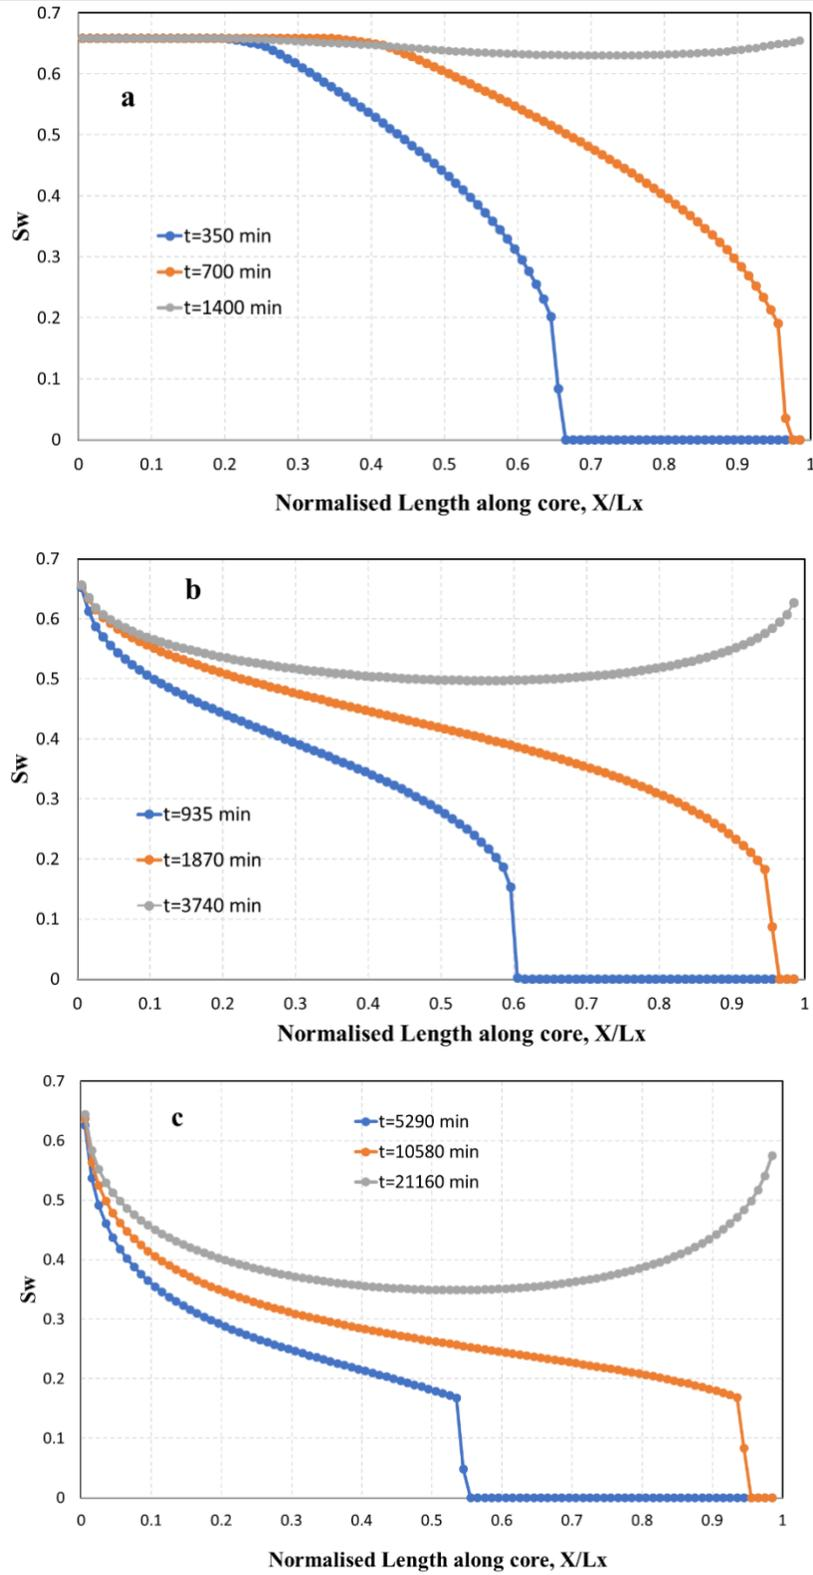 0.7
0.6
0.5
0.4
0.3
0.2
0.1
0
Sw
a
t=350 min
t=700 min
t=1400 min
0 0.1 0.2 0.3 0.4 0.5 0.6 0.7 0.8 0.9 1
Normalised Length along core, X/Lx
0.7
0.6
0.5
0.4
0.3
0.2
0.1
0
Sw
b
t=935 min
t=1870 min
t=3740 min
0 0.1 0.2 0.3 0.4 0.5 0.6 0.7 0.8 0.9 1
Normalised Length along core, X/Lx
0.7
0.6
0.5
0.4
0.3
0.2
0.1
0
Sw
c
t=5290 min
t=10580 min
t=21160 min
0 0.1 0.2 0.3 0.4 0.5 0.6 0.7 0.8 0.9 1
Normalised Length along core, X/Lx